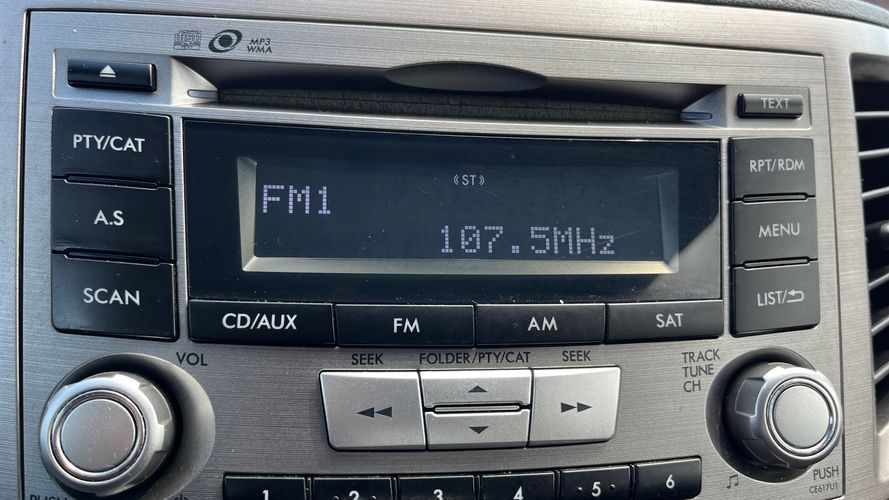 MP3
WMA
TEXT
PTY/CAT
A.S
SCAN
(ST)
FM1
107.5MHz
RPT/RDM
MENU
LIST/
CD/AUX
FM
AM
SAT
VOL
SEEK
FOLDER/PTY/CAT
SEEK
TRACK
TUNE
CH
1
2
3
4
5
6
PUSH
CE617U1